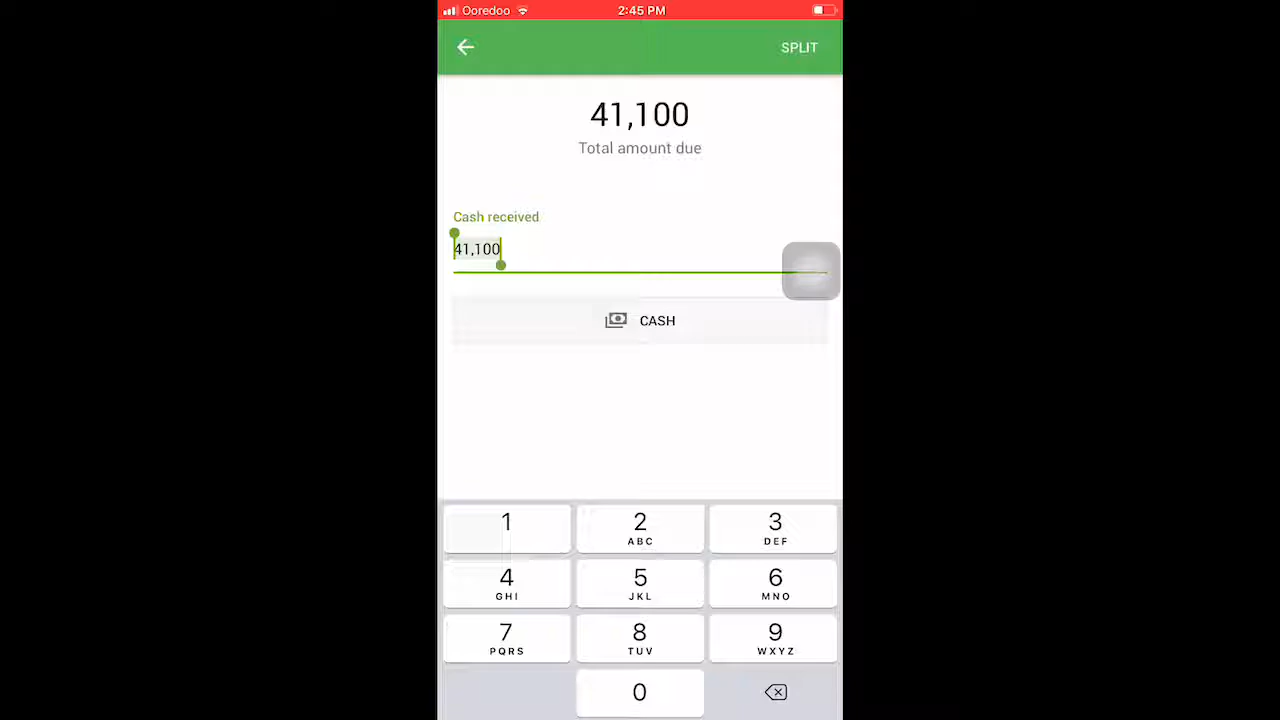 Ooredoo 2:45 PM
SPLIT
41,100
Total amount due
Cash received
41,100
CASH
1 2 3
ABC DEF
4 5 6
GHI JKL MNO
7 8 9
PQRS TUV WXYZ
0